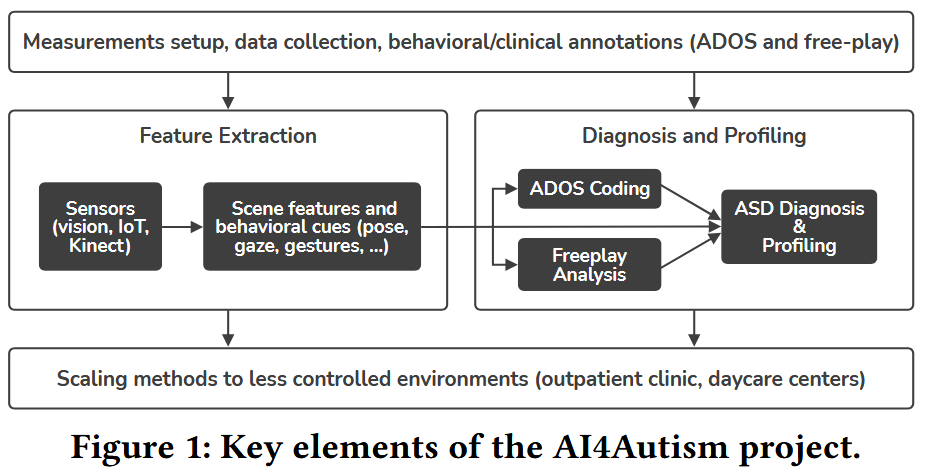 Measurements setup, data collection, behavioral/clinical annotations (ADOS and free-play)
Feature Extraction
Sensors
(vision, IoT,
Kinect)
Scene features and
behavioral cues (pose,
gaze, gestures, ...)
Diagnosis and Profiling
ADOS Coding
Freeplay
Analysis
ASD Diagnosis
&
Profiling
Scaling methods to less controlled environments (outpatient clinic, daycare centers)
Figure 1: Key elements of the AI4Autism project.